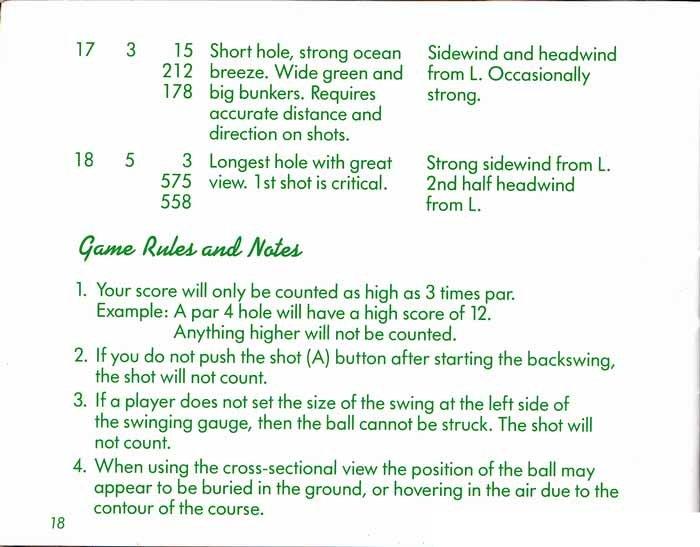 17 3 15 Short hole, strong ocean Sidewind and headwind
212 breeze. Wide green and from L. Occasionally
178 big bunkers. Requires strong.
accurate distance and
direction on shots.
18 5 3 Longest hole with great Strong sidewind from L.
575 view. 1st shot is critical. 2nd half headwind
558 from L.
Game Rules and Notes
1. Your score will only be counted as high as 3 times par.
Example: A par 4 hole will have a high score of 12.
Anything higher will not be counted.
2. If you do not push the shot (A) button after starting the backswing,
the shot will not count.
3. If a player does not set the size of the swing at the left side of
the swinging gauge, then the ball cannot be struck. The shot will
not count.
4. When using the cross-sectional view the position of the ball may
appear to be buried in the ground, or hovering in the air due to the
contour of the course.
18